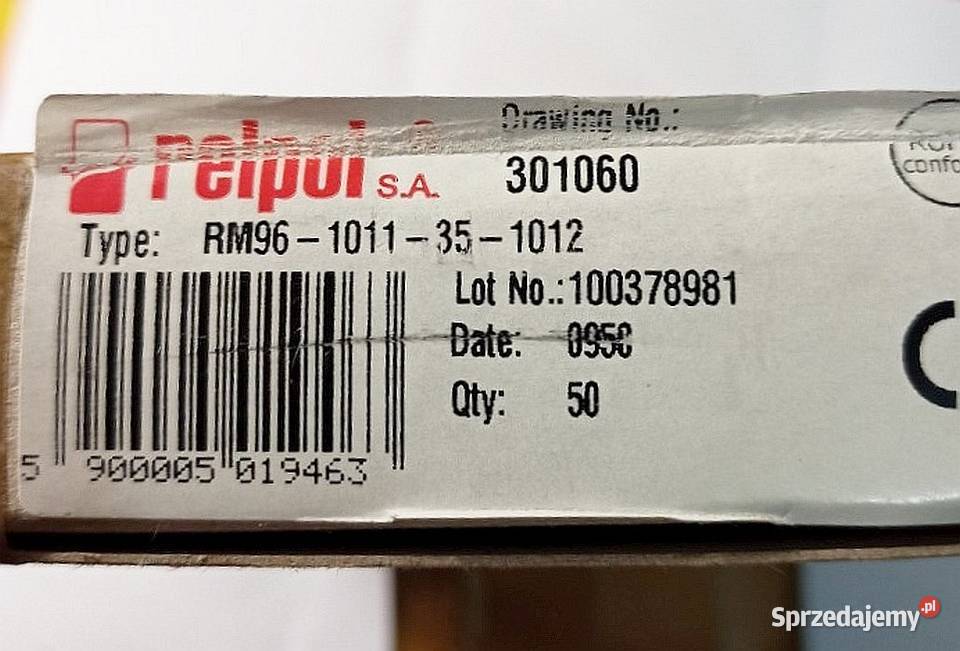 relpol S.A.
Drawing No.:
301060
Type: RM96-1011-35-1012
Lot No.: 100378981
Date:
Qty: 50
5 900005 019463
Sprzedajemy.pl